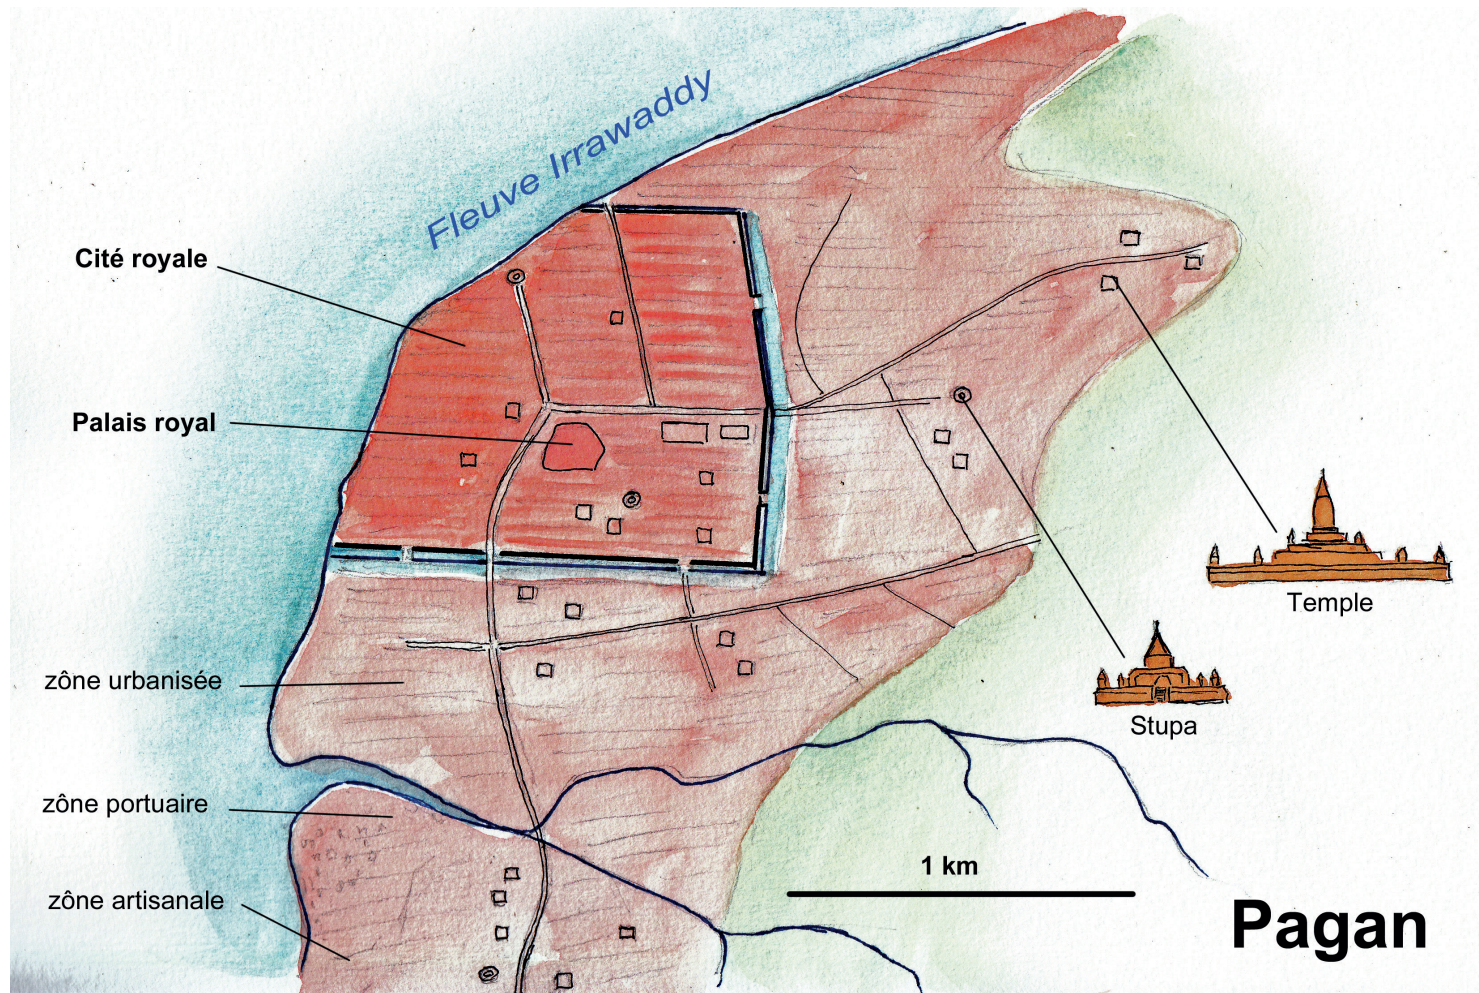 Fleuve Irrawaddy
Cité royale
Palais royal
Temple
zône urbanisée
Stupa
zône portuaire
1 km
zône artisanale
Pagan